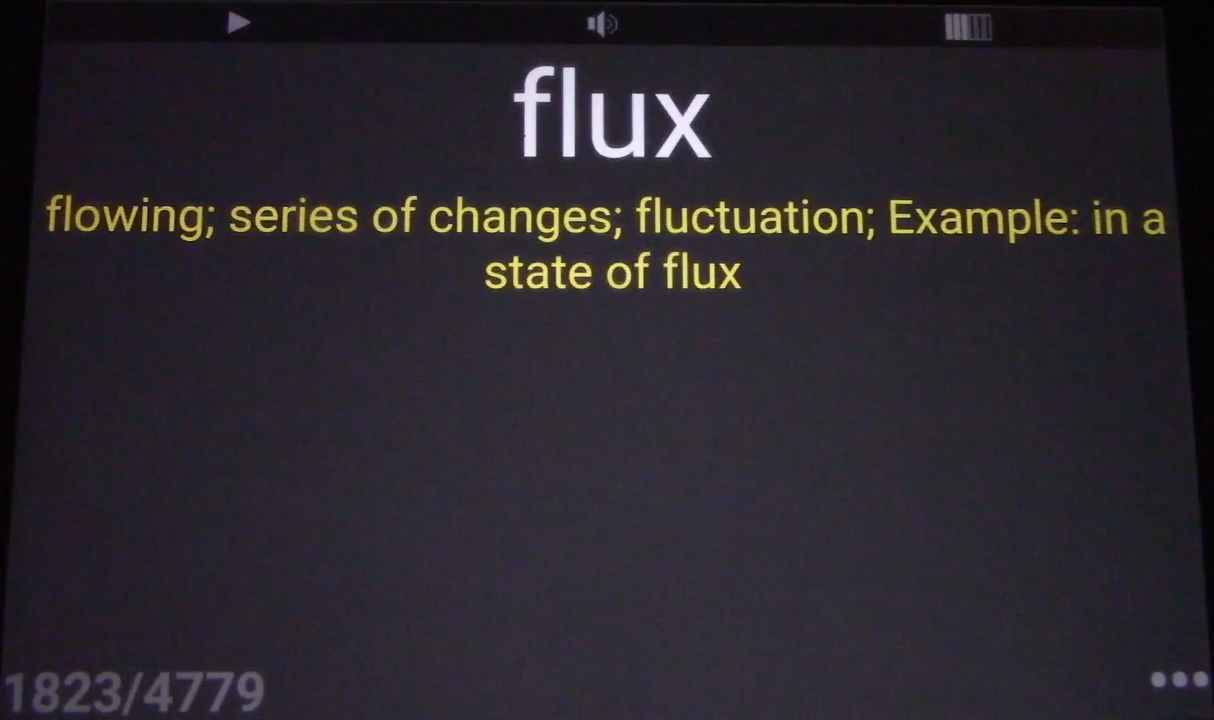 flux
flowing; series of changes; fluctuation; Example: in a
state of flux
1823/4779